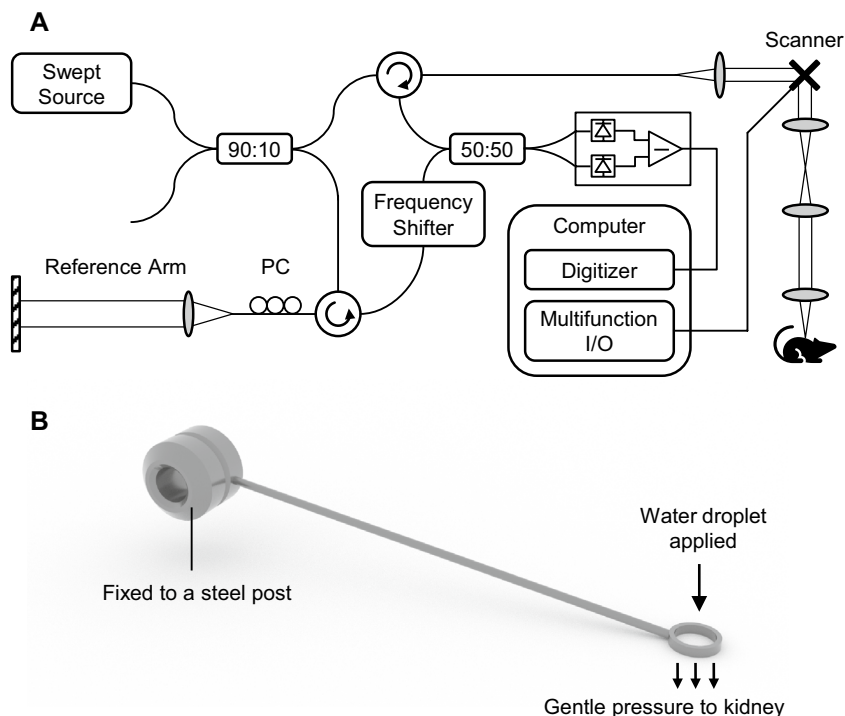 A
Scanner
Swept
Source
90:10
50:50
Frequency
Shifter
Computer
Digitizer
Multifunction
I/O
Reference Arm
PC
B
Water droplet
applied
Fixed to a steel post
Gentle pressure to kidney